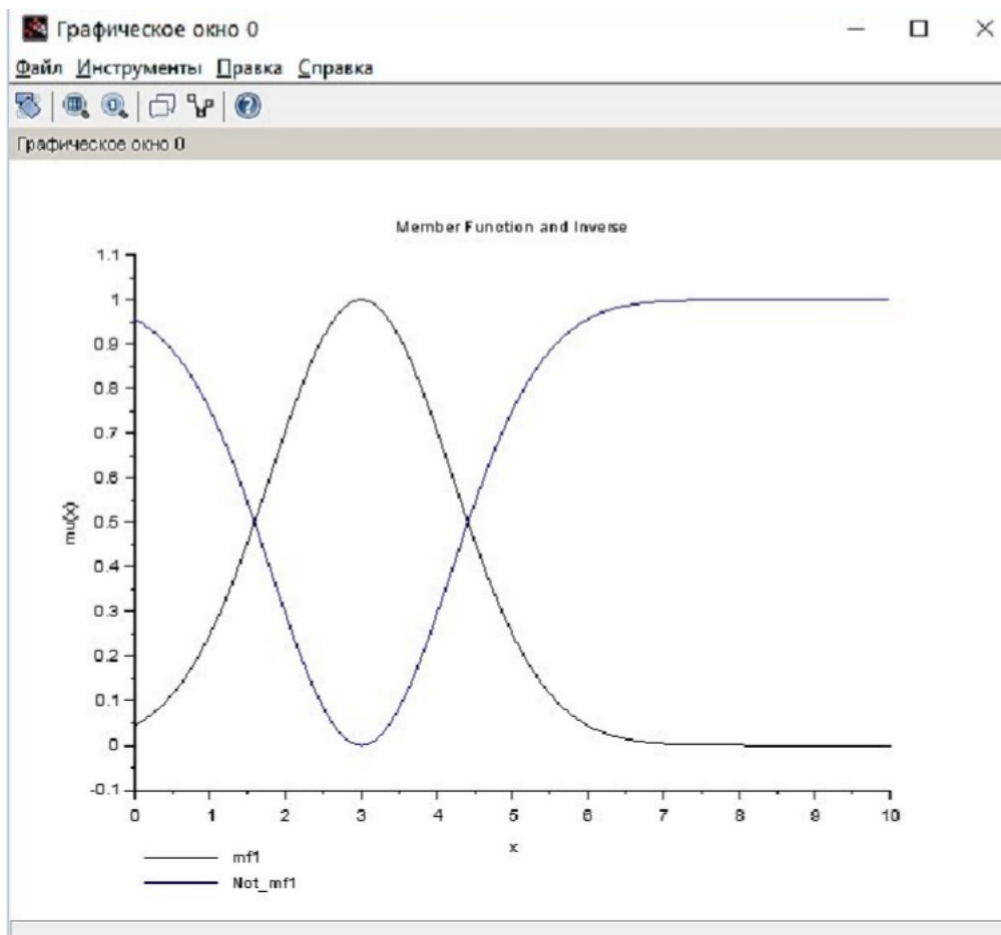 Графическое окно 0
Файл Инструменты Правка Справка
Графическое окно 0
Member Function and Inverse
1.1
1
0.9
0.8
0.7
0.6
0.5
0.4
0.3
0.2
0.1
0
-0.1
mu(x)
0 1 2 3 4 5 6 7 8 9 10
x
mf1
Not_mf1